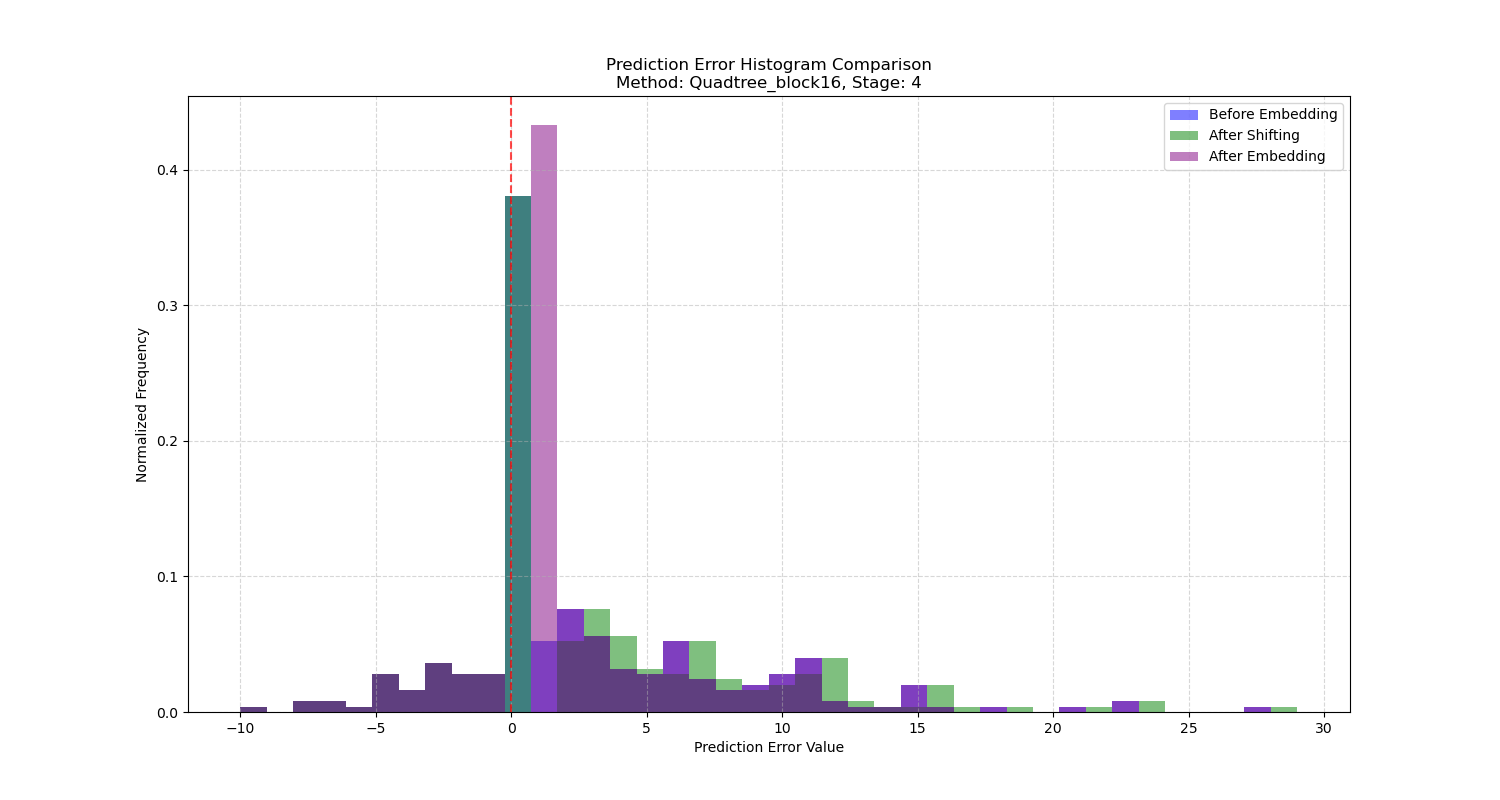 Prediction Error Histogram Comparison
Method: Quadtree_block16, Stage: 4
Before Embedding
After Shifting
After Embedding
Normalized Frequency
0.4
0.3
0.2
0.1
0.0
−10 −5 0 5 10 15 20 25 30
Prediction Error Value